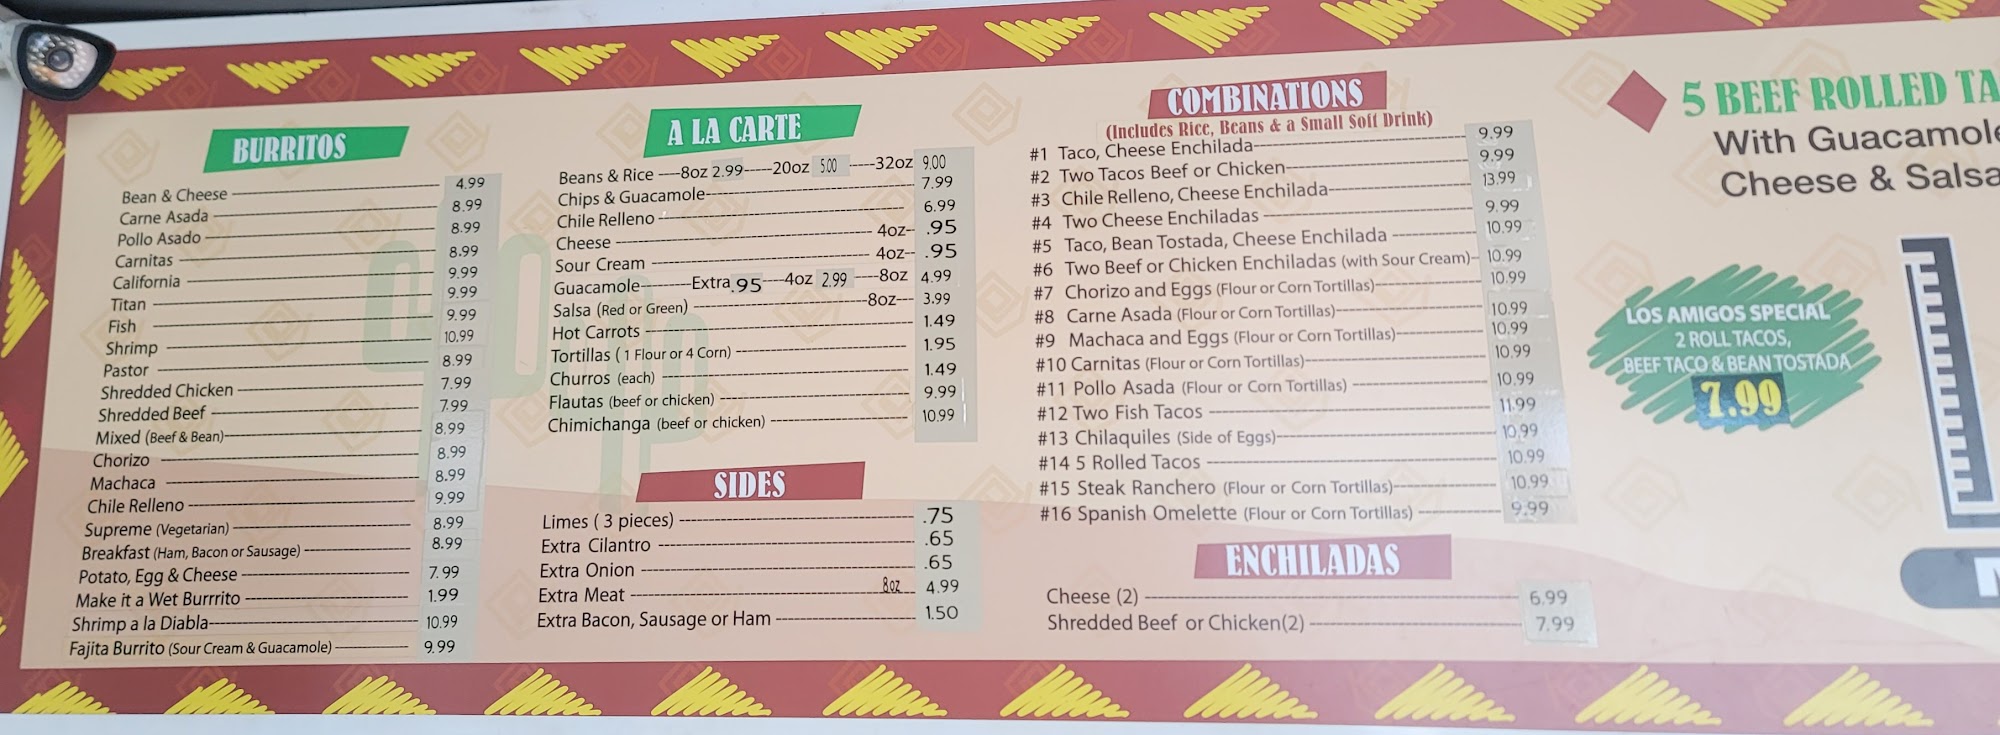 BURRITOS
Bean & Cheese 4.99
Carne Asada 8.99
Pollo Asado 8.99
Carnitas 8.99
California 9.99
Titan 9.99
Fish 9.99
Shrimp 10.99
Pastor 8.99
Shredded Chicken 7.99
Shredded Beef 7.99
Mixed (Beef & Bean) 8.99
Chorizo 8.99
Machaca 8.99
Chile Relleno 9.99
Supreme (Vegetarian) 8.99
Breakfast (Ham, Bacon or Sausage) 8.99
Potato, Egg & Cheese 7.99
Make it a Wet Burrrito 1.99
Shrimp a la Diabla 10.99
Fajita Burrito (Sour Cream & Guacamole) 9.99
A LA CARTE
Beans & Rice 8oz 2.99 20oz 5.00 32oz 9.00
Chips & Guacamole 7.99
Chile Relleno 6.99
Cheese 4oz .95
Sour Cream 4oz .95
Guacamole Extra .95 4oz 2.99 8oz 4.99
Salsa (Red or Green) 8oz 3.99
Hot Carrots 1.49
Tortillas ( 1 Flour or 4 Corn) 1.95
Churros (each) 1.49
Flautas (beef or chicken) 9.99
Chimichanga (beef or chicken) 10.99
SIDES
Limes ( 3 pieces) .75
Extra Cilantro .65
Extra Onion .65
Extra Meat 8oz 4.99
Extra Bacon, Sausage or Ham 1.50
COMBINATIONS
(Includes Rice, Beans & a Small Soft Drink)
#1 Taco, Cheese Enchilada 9.99
#2 Two Tacos Beef or Chicken 9.99
#3 Chile Relleno, Cheese Enchilada 13.99
#4 Two Cheese Enchiladas 9.99
#5 Taco, Bean Tostada, Cheese Enchilada 10.99
#6 Two Beef or Chicken Enchiladas (with Sour Cream) 10.99
#7 Chorizo and Eggs (Flour or Corn Tortillas) 10.99
#8 Carne Asada (Flour or Corn Tortillas) 10.99
#9 Machaca and Eggs (Flour or Corn Tortillas) 10.99
#10 Carnitas (Flour or Corn Tortillas) 10.99
#11 Pollo Asada (Flour or Corn Tortillas) 10.99
#12 Two Fish Tacos 11.99
#13 Chilaquiles (Side of Eggs) 10.99
#14 5 Rolled Tacos 10.99
#15 Steak Ranchero (Flour or Corn Tortillas) 10.99
#16 Spanish Omelette (Flour or Corn Tortillas) 9.99
ENCHILADAS
Cheese (2) 6.99
Shredded Beef or Chicken(2) 7.99
5 BEEF ROLLED TA
With Guacamole
Cheese & Salsa
LOS AMIGOS SPECIAL
2 ROLL TACOS,
BEEF TACO & BEAN TOSTADA
7.99